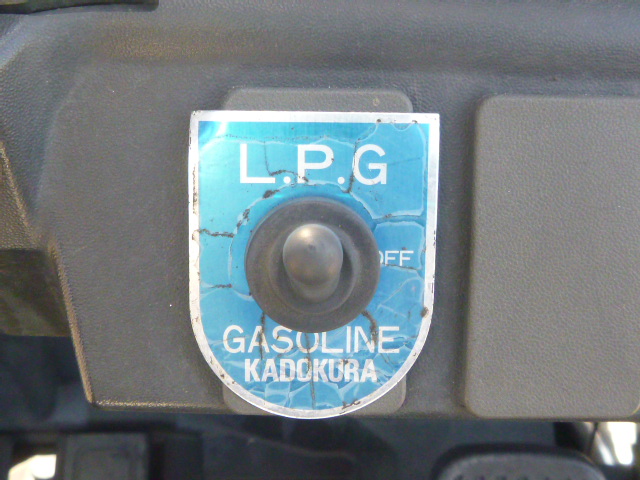 L.P.G
OFF
GASOLINE
KADOKURA